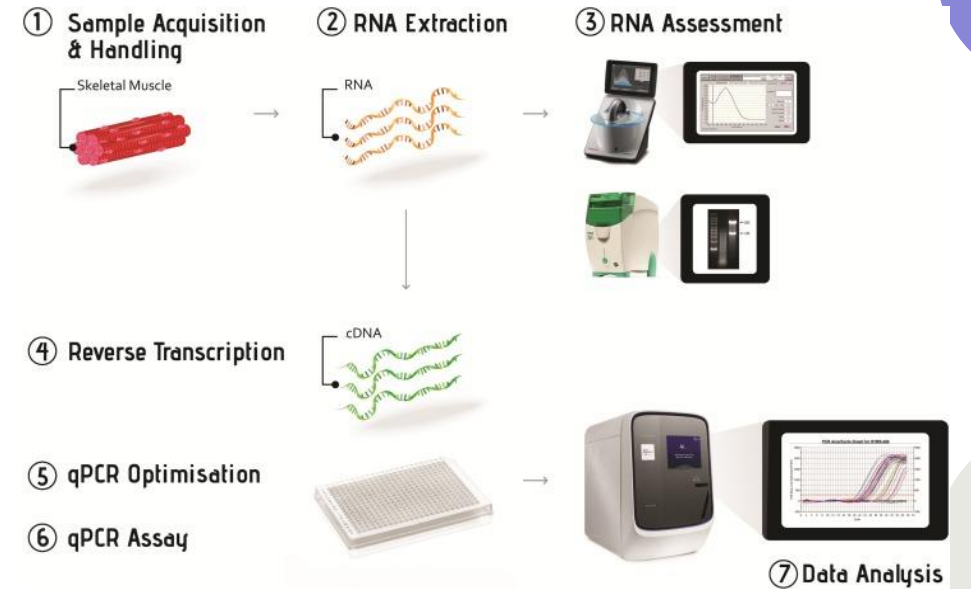 ① Sample Acquisition
& Handling
Skeletal Muscle
② RNA Extraction
RNA
③ RNA Assessment
④ Reverse Transcription
cDNA
⑤ qPCR Optimisation
⑥ qPCR Assay
⑦ Data Analysis